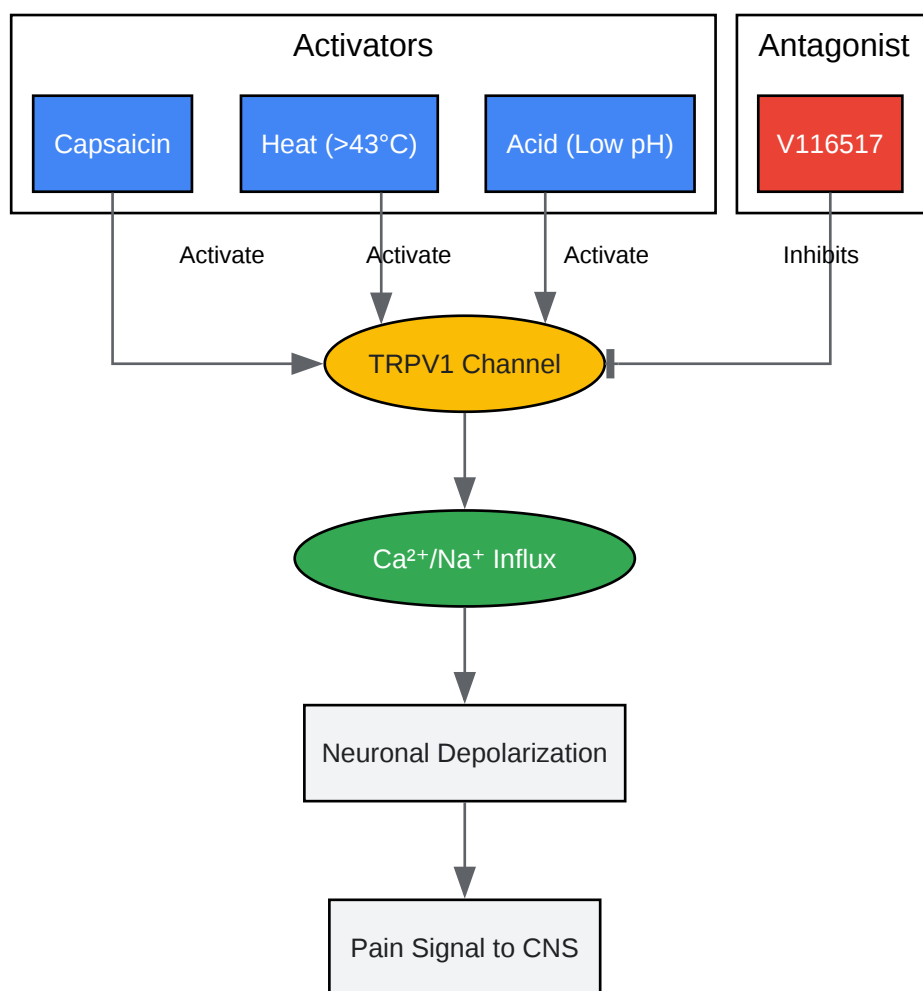 Activators
Antagonist
Capsaicin
Heat (>43°C)
Acid (Low pH)
V116517
Activate
Activate
Activate
Inhibits
TRPV1 Channel
Ca²⁺/Na⁺ Influx
Neuronal Depolarization
Pain Signal to CNS